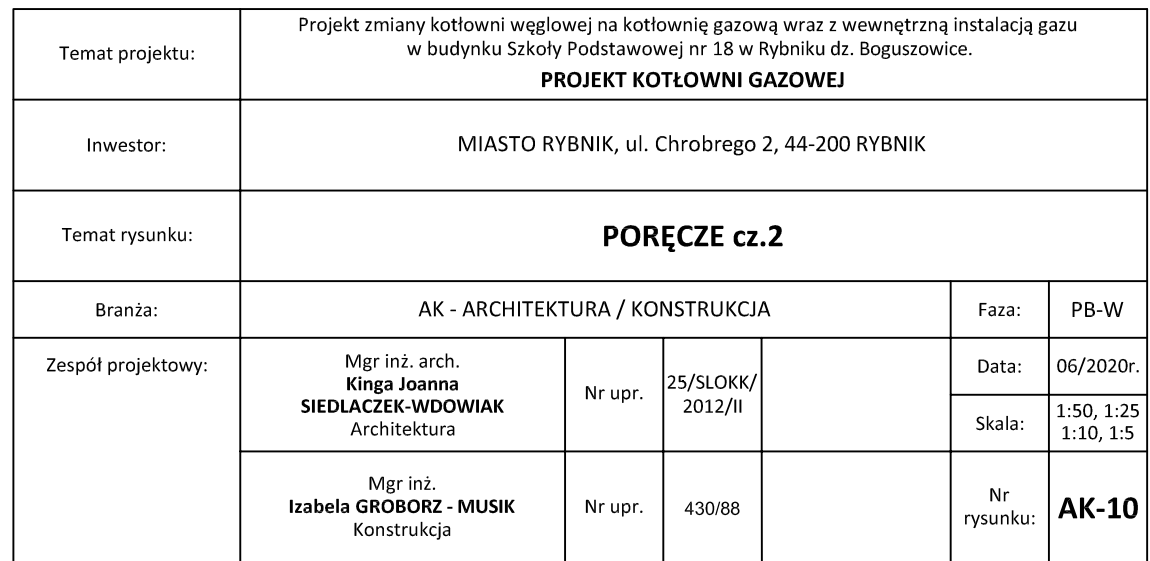 Temat projektu:
Projekt zmiany kotłowni węglowej na kotłownię gazową wraz z wewnętrzną instalacją gazu
w budynku Szkoły Podstawowej nr 18 w Rybniku dz. Boguszowice.
PROJEKT KOTŁOWNI GAZOWEJ
Inwestor:
MIASTO RYBNIK, ul. Chrobrego 2, 44-200 RYBNIK
Temat rysunku:
PORĘCZE cz.2
Branża:
AK - ARCHITEKTURA / KONSTRUKCJA
Faza:
PB-W
Zespół projektowy:
Mgr inż. arch.
Kinga Joanna
SIEDLACZEK-WDOWIAK
Architektura
Nr upr.
25/SLOKK/
2012/II
Data:
06/2020r.
Skala:
1:50, 1:25
1:10, 1:5
Mgr inż.
Izabela GROBORZ - MUSIK
Konstrukcja
Nr upr.
430/88
Nr
rysunku:
AK-10